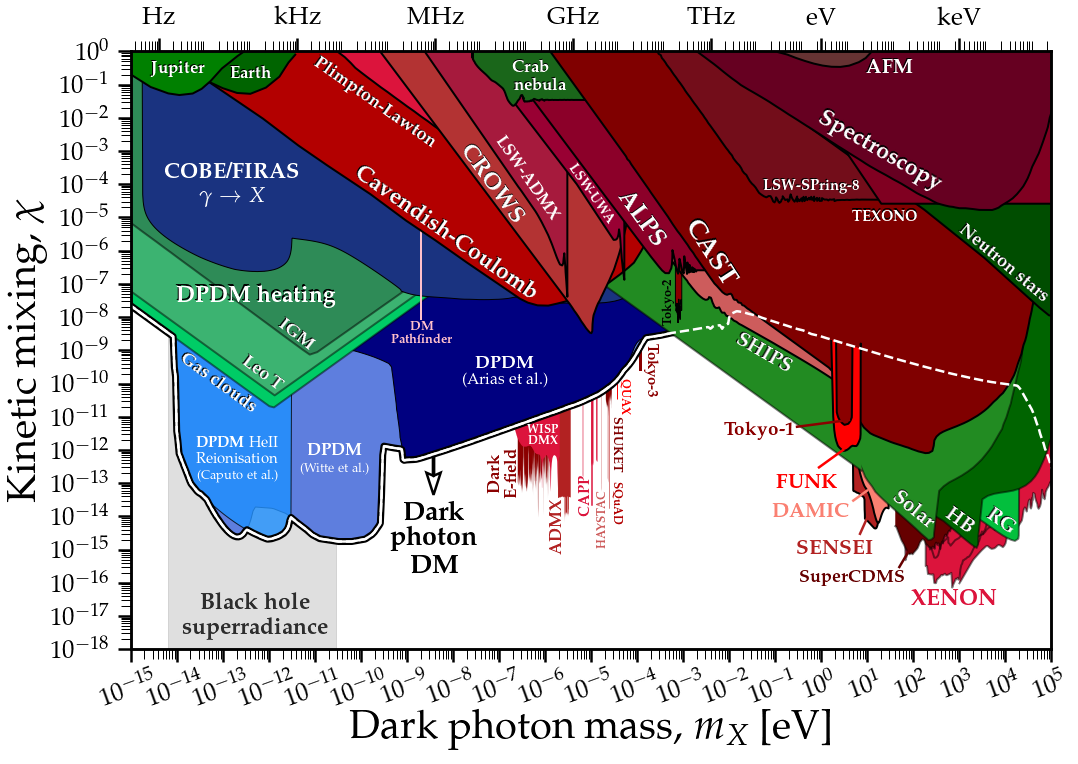 Hz kHz MHz GHz THz eV keV
Kinetic mixing, χ
10⁰
10⁻¹
10⁻²
10⁻³
10⁻⁴
10⁻⁵
10⁻⁶
10⁻⁷
10⁻⁸
10⁻⁹
10⁻¹⁰
10⁻¹¹
10⁻¹²
10⁻¹³
10⁻¹⁴
10⁻¹⁵
10⁻¹⁶
10⁻¹⁷
10⁻¹⁸
Jupiter
Earth
Plimpton-Lawton
Crab
nebula
AFM
Spectroscopy
COBE/FIRAS
γ → X
Cavendish-Coulomb
CROWS
LSW-ADMX
LSW-UWA
ALPS
CAST
LSW-SPring-8
TEXONO
Neutron stars
DPDM heating
IGM
Leo T
Gas clouds
DM
Pathfinder
DPDM
(Arias et al.)
Tokyo-2
SHIPS
Tokyo-3
QUAX
DPDM HeII
Reionisation
(Caputo et al.)
DPDM
(Witte et al.)
WISP
DMX
Dark
E-field
ADMX
CAPP
HAYSTAC
SHUKET
SQuAD
Tokyo-1
FUNK
DAMIC
SENSEI
SuperCDMS
Solar
HB
RG
XENON
Dark
photon
DM
Black hole
superradiance
10⁻¹⁵ 10⁻¹⁴ 10⁻¹³ 10⁻¹² 10⁻¹¹ 10⁻¹⁰ 10⁻⁹ 10⁻⁸ 10⁻⁷ 10⁻⁶ 10⁻⁵ 10⁻⁴ 10⁻³ 10⁻² 10⁻¹ 10⁰ 10¹ 10² 10³ 10⁴ 10⁵
Dark photon mass, m_X [eV]